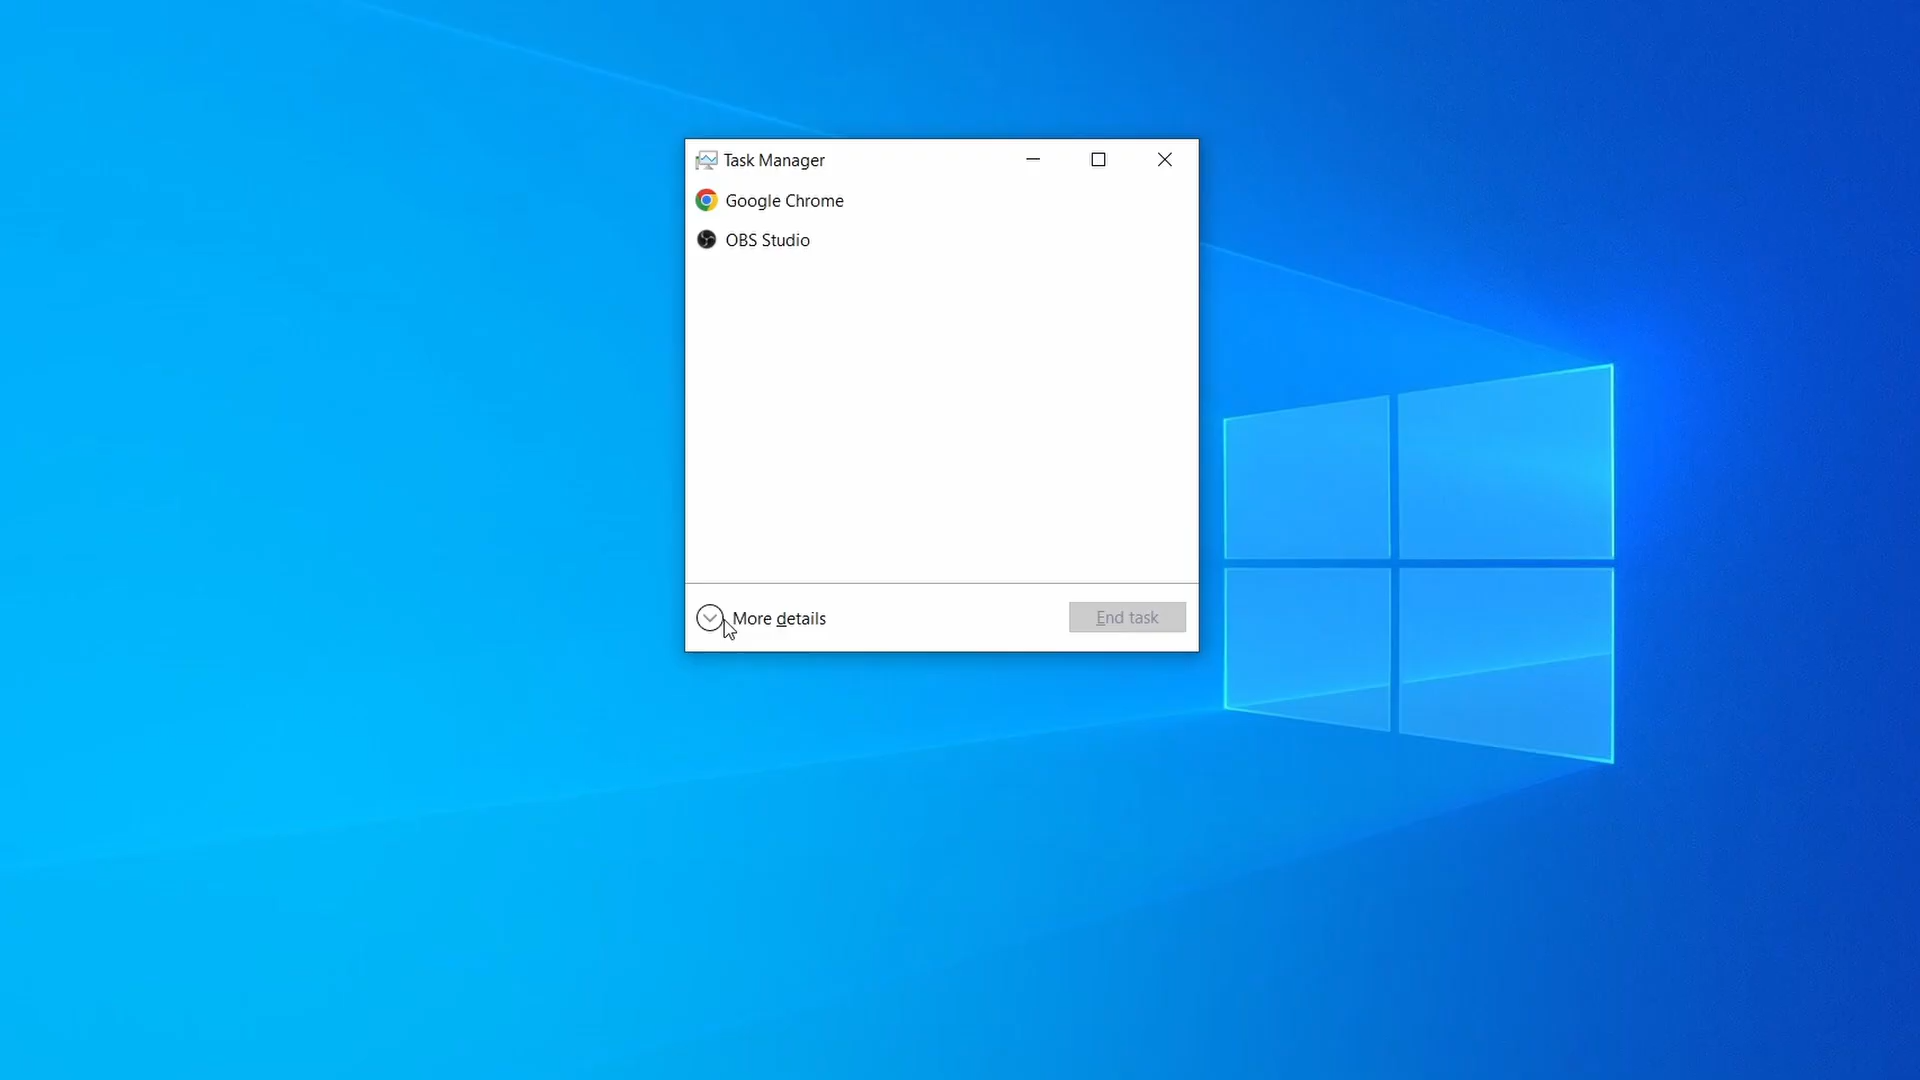 Task Manager
Google Chrome
OBS Studio
More details
End task